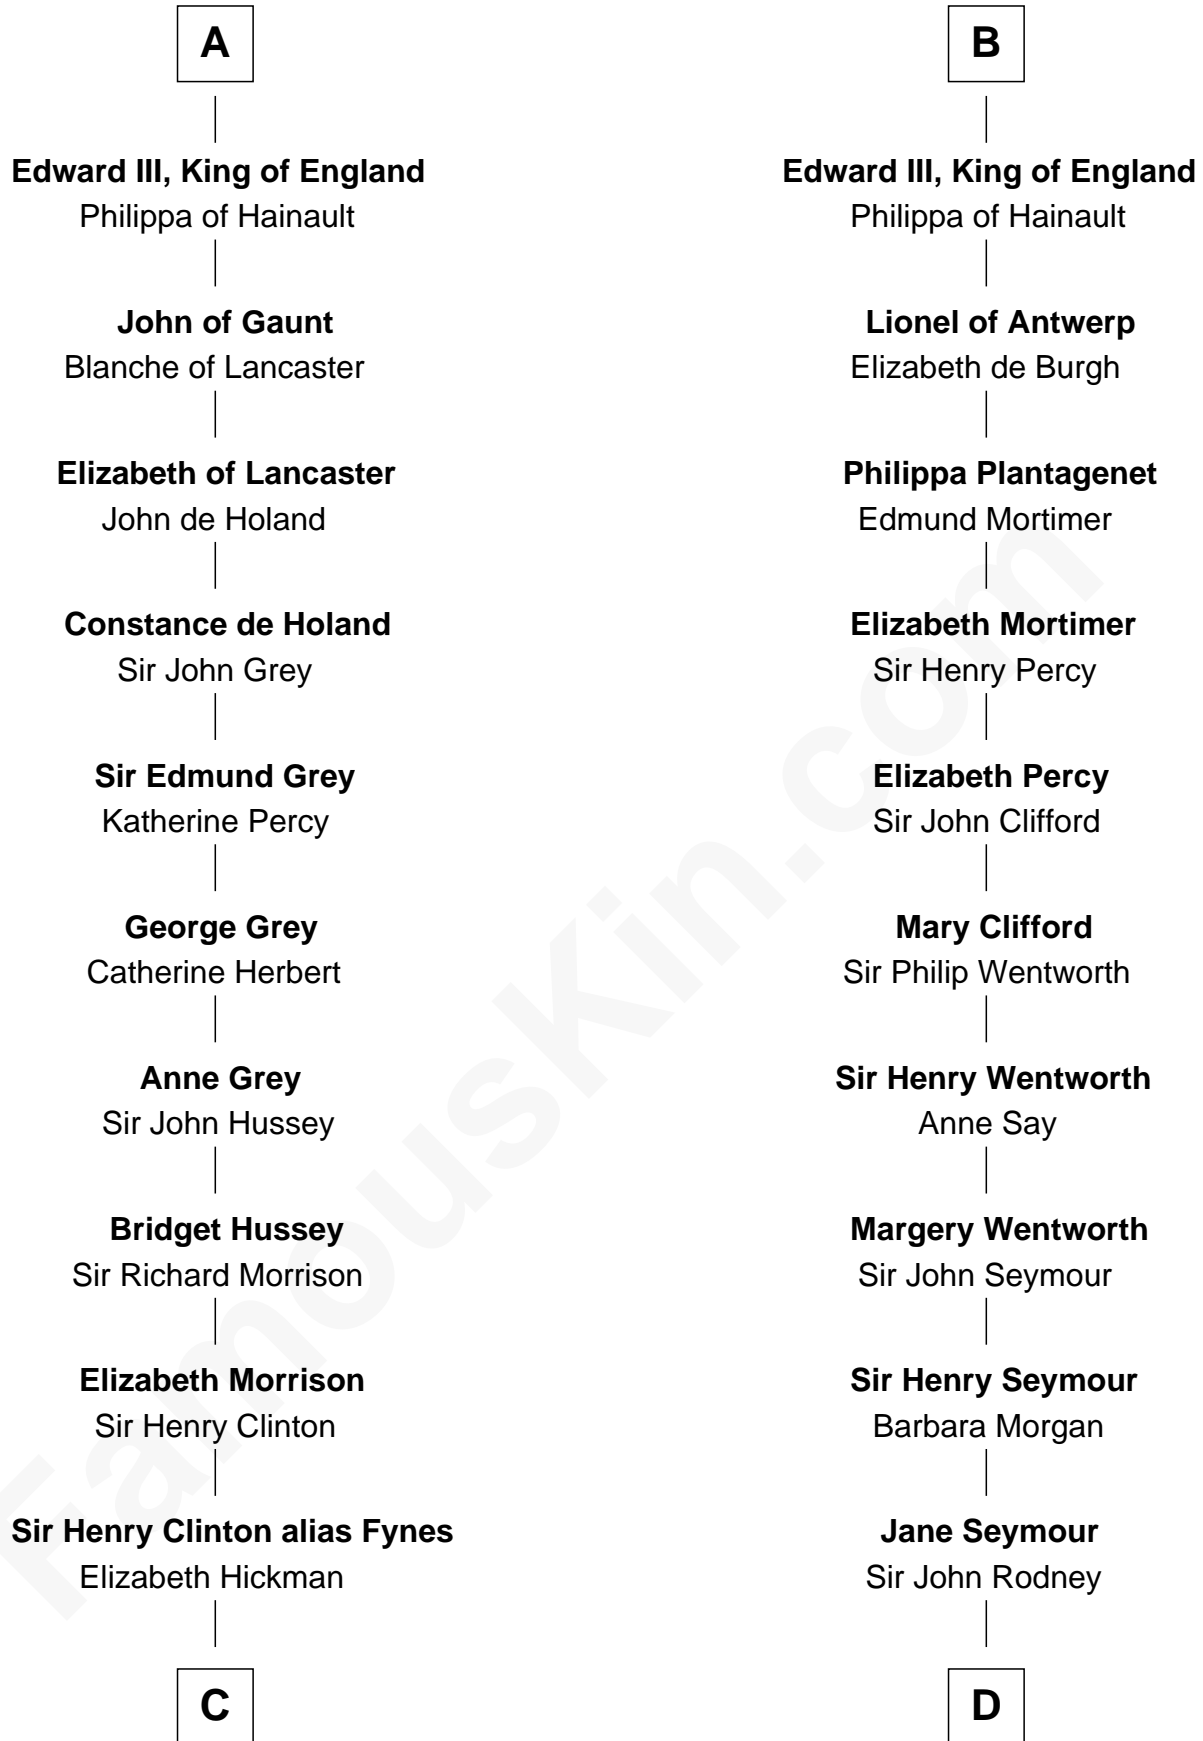 A
Edward III, King of England
Philippa of Hainault
John of Gaunt
Blanche of Lancaster
Elizabeth of Lancaster
John de Holand
Constance de Holand
Sir John Grey
Sir Edmund Grey
Katherine Percy
George Grey
Catherine Herbert
Anne Grey
Sir John Hussey
Bridget Hussey
Sir Richard Morrison
Elizabeth Morrison
Sir Henry Clinton
Sir Henry Clinton alias Fynes
Elizabeth Hickman
C
B
Edward III, King of England
Philippa of Hainault
Lionel of Antwerp
Elizabeth de Burgh
Philippa Plantagenet
Edmund Mortimer
Elizabeth Mortimer
Sir Henry Percy
Elizabeth Percy
Sir John Clifford
Mary Clifford
Sir Philip Wentworth
Sir Henry Wentworth
Anne Say
Margery Wentworth
Sir John Seymour
Sir Henry Seymour
Barbara Morgan
Jane Seymour
Sir John Rodney
D
FamousKin.com